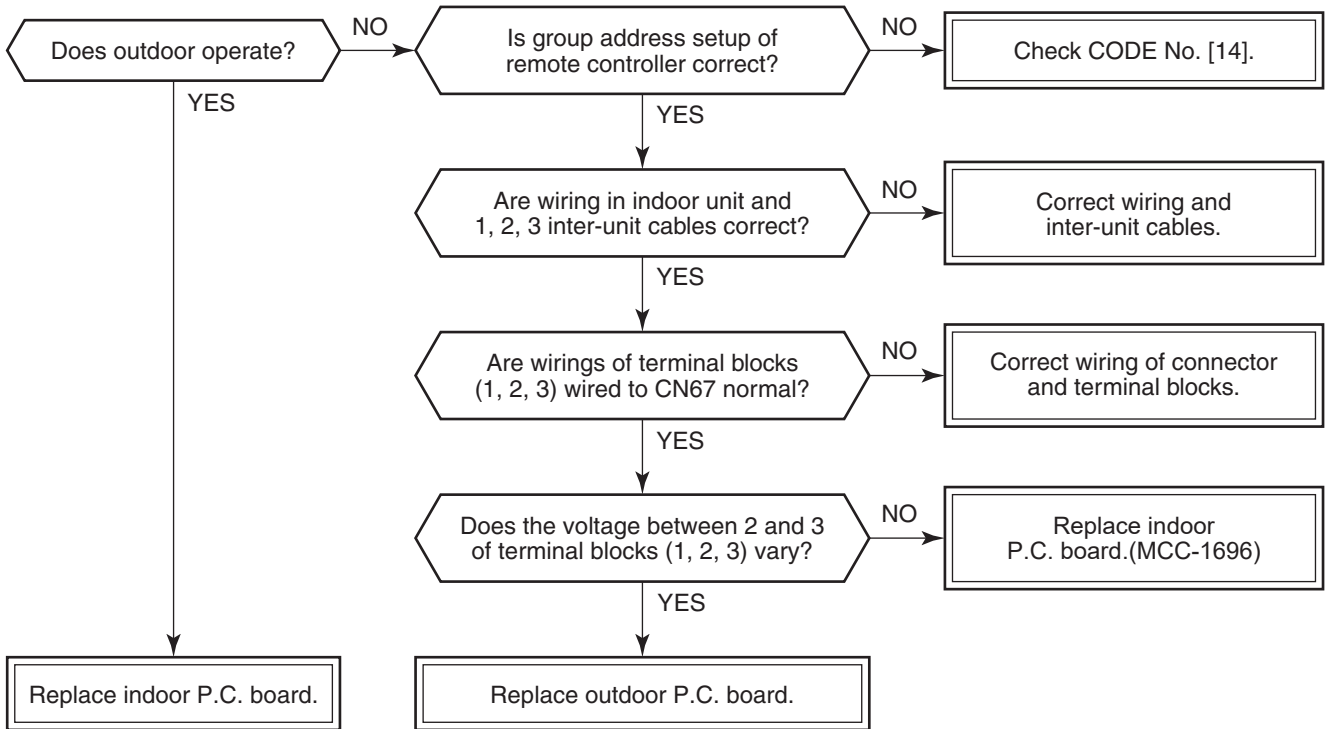 Does outdoor operate?
NO
Is group address setup of
remote controller correct?
NO
Check CODE No. [14].
YES
YES
Are wiring in indoor unit and
1, 2, 3 inter-unit cables correct?
NO
Correct wiring and
inter-unit cables.
YES
Are wirings of terminal blocks
(1, 2, 3) wired to CN67 normal?
NO
Correct wiring of connector
and terminal blocks.
YES
Does the voltage between 2 and 3
of terminal blocks (1, 2, 3) vary?
NO
Replace indoor
P.C. board.(MCC-1696)
YES
Replace indoor P.C. board.
Replace outdoor P.C. board.